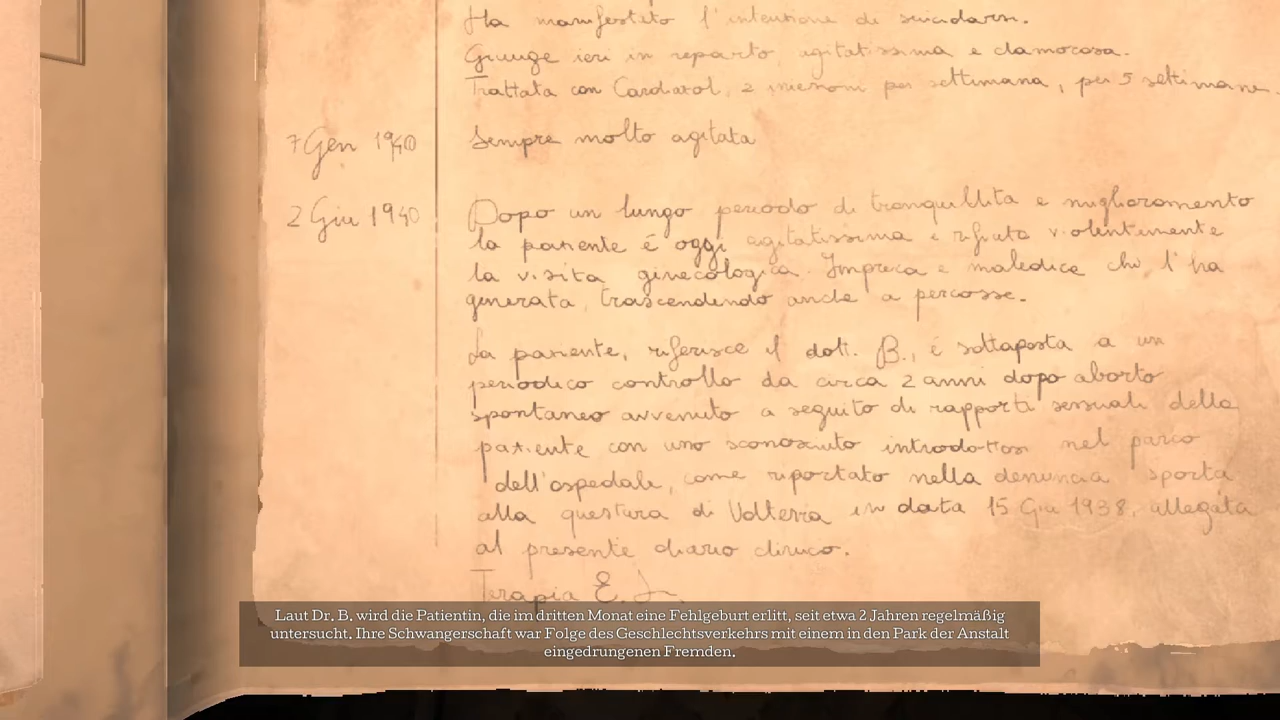 Ha manifestato l'intenzione di suicidarsi.
Giunge ieri in reparto, agitatissima e clamorosa.
Trattata con Cardiazol, 2 iniezioni per settimana, per 5 settimane.
7 Gen 1940
Sempre molto agitata
2 Giu 1940
Dopo un lungo periodo di tranquillita e miglioramento
la paziente é oggi agitatissima e rifiuta violentemente
la visita ginecologica. Impreca e maledice chi l'ha
generata, trascendendo anche a percosse.
La paziente, riferisce il dott. B., é sottoposta a un
periodico controllo da circa 2 anni dopo aborto
spontaneo avvenuto a seguito di rapporti sessuali della
paziente con uno sconosciuto introdottosi nel parco
dell'ospedale, come riportato nella denuncia sporta
alla questura di Volterra in data 15 Giu 1938, allegata
al presente diario clinico.
Terapia E.
Laut Dr. B. wird die Patientin, die im dritten Monat eine Fehlgeburt erlitt, seit etwa 2 Jahren regelmäßig
untersucht. Ihre Schwangerschaft war Folge des Geschlechtsverkehrs mit einem in den Park der Anstalt
eingedrungenen Fremden.